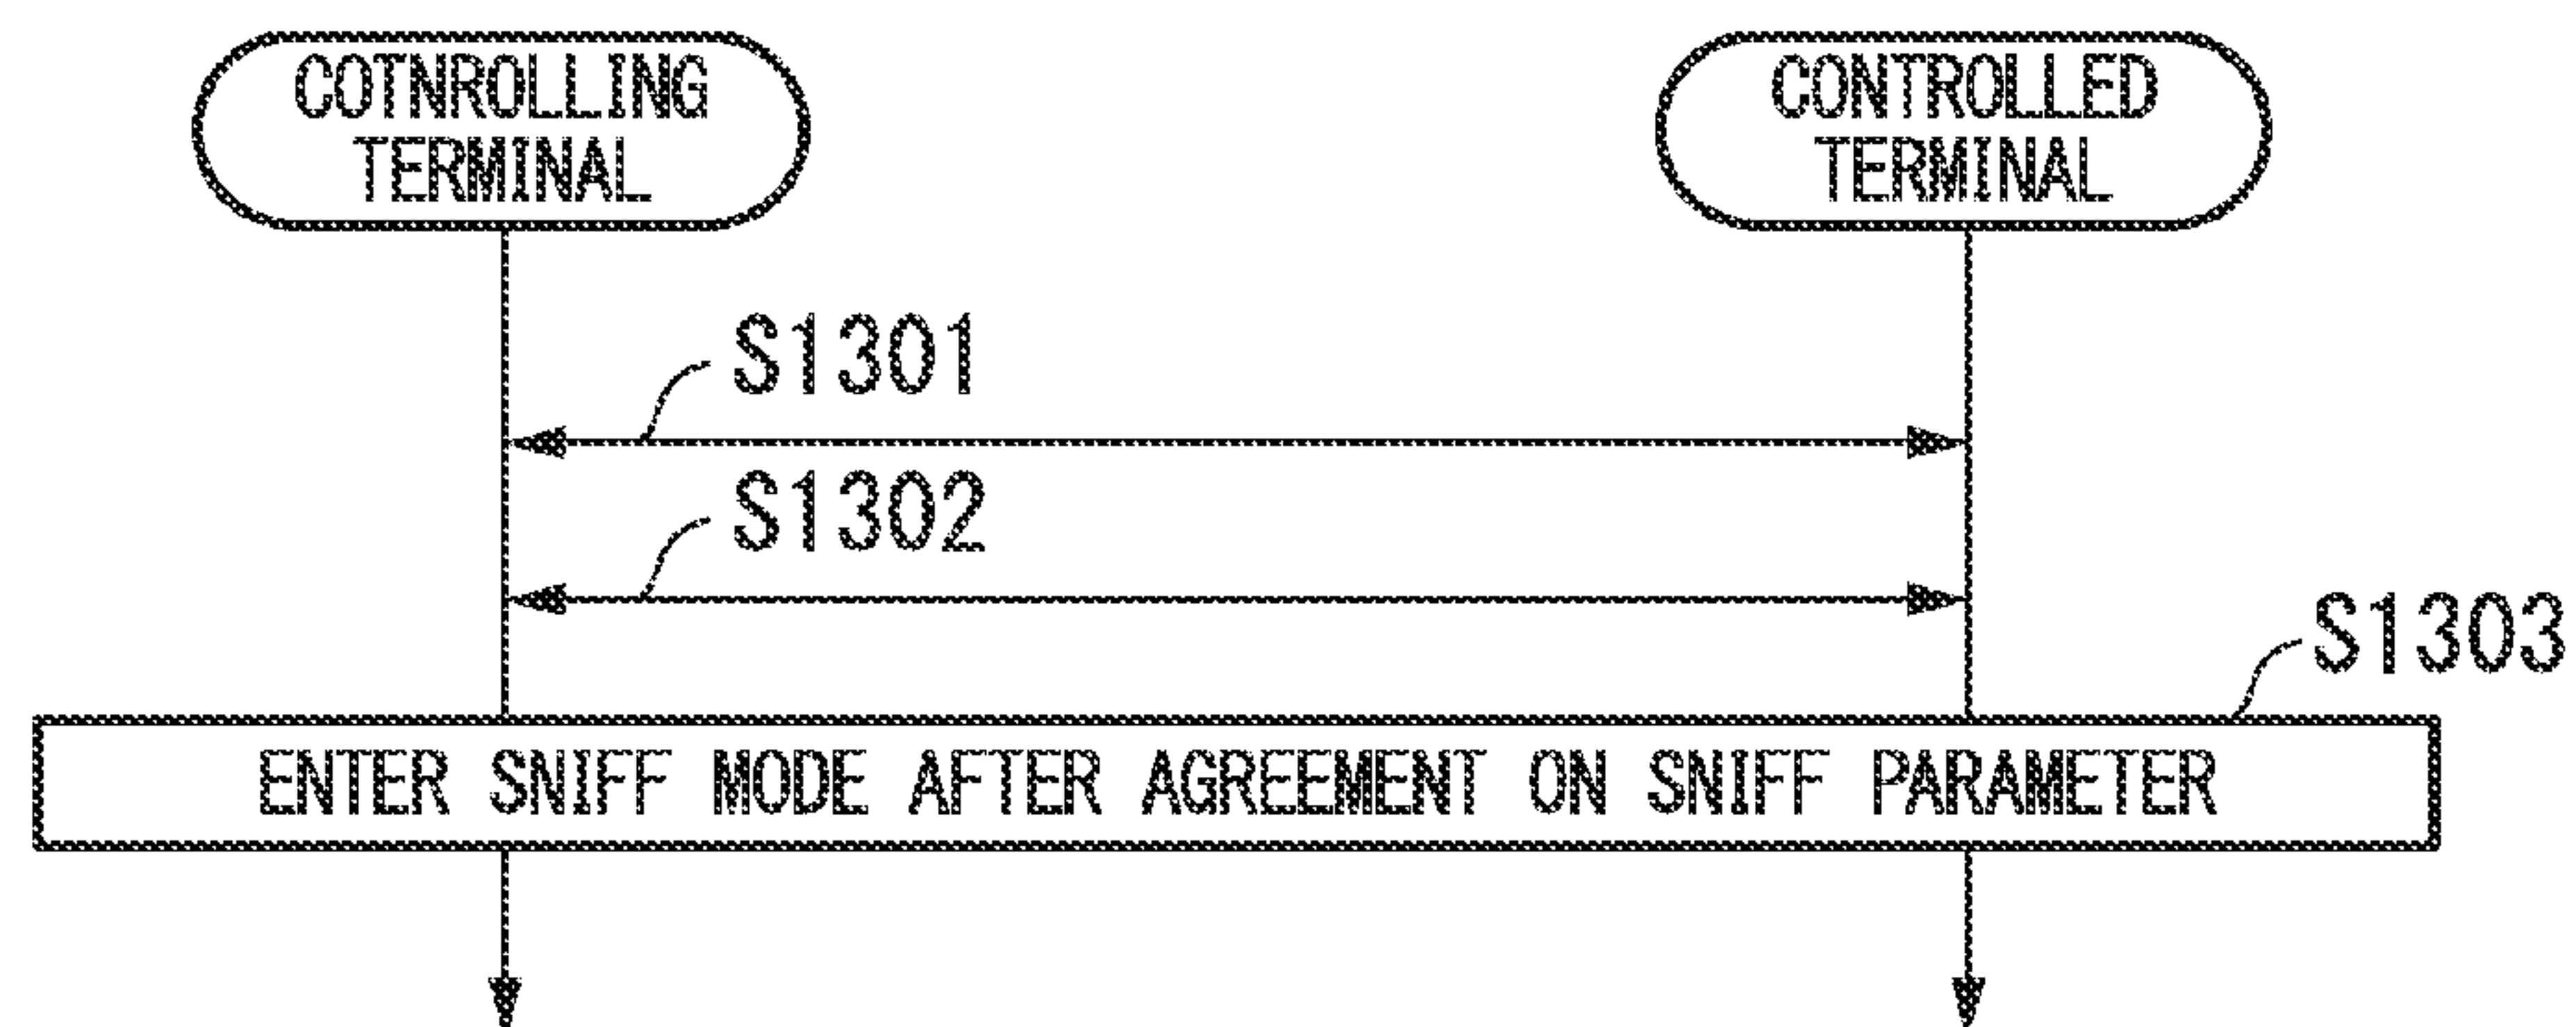 COTNROLLING
TERMINAL
CONTROLLED
TERMINAL
S1301
S1302
S1303
ENTER SNIFF MODE AFTER AGREEMENT ON SNIFF PARAMETER